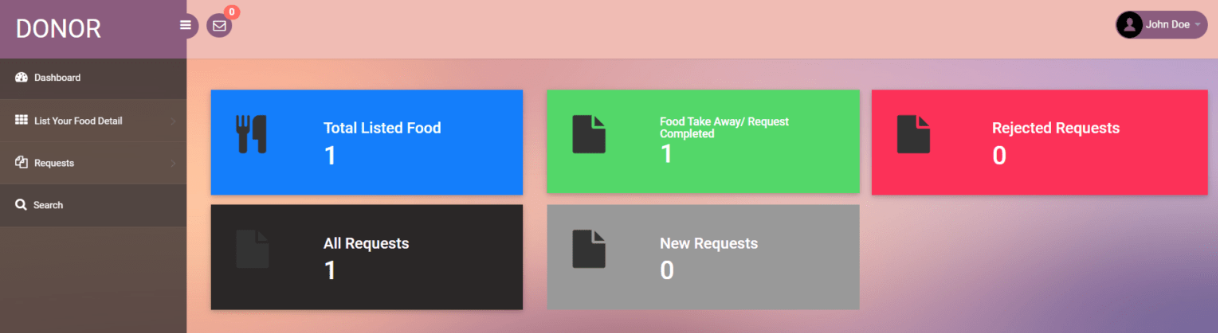 DONOR
0
John Doe
Dashboard
List Your Food Detail
Requests
Search
Total Listed Food
1
Food Take Away/ Request
Completed
1
Rejected Requests
0
All Requests
1
New Requests
0